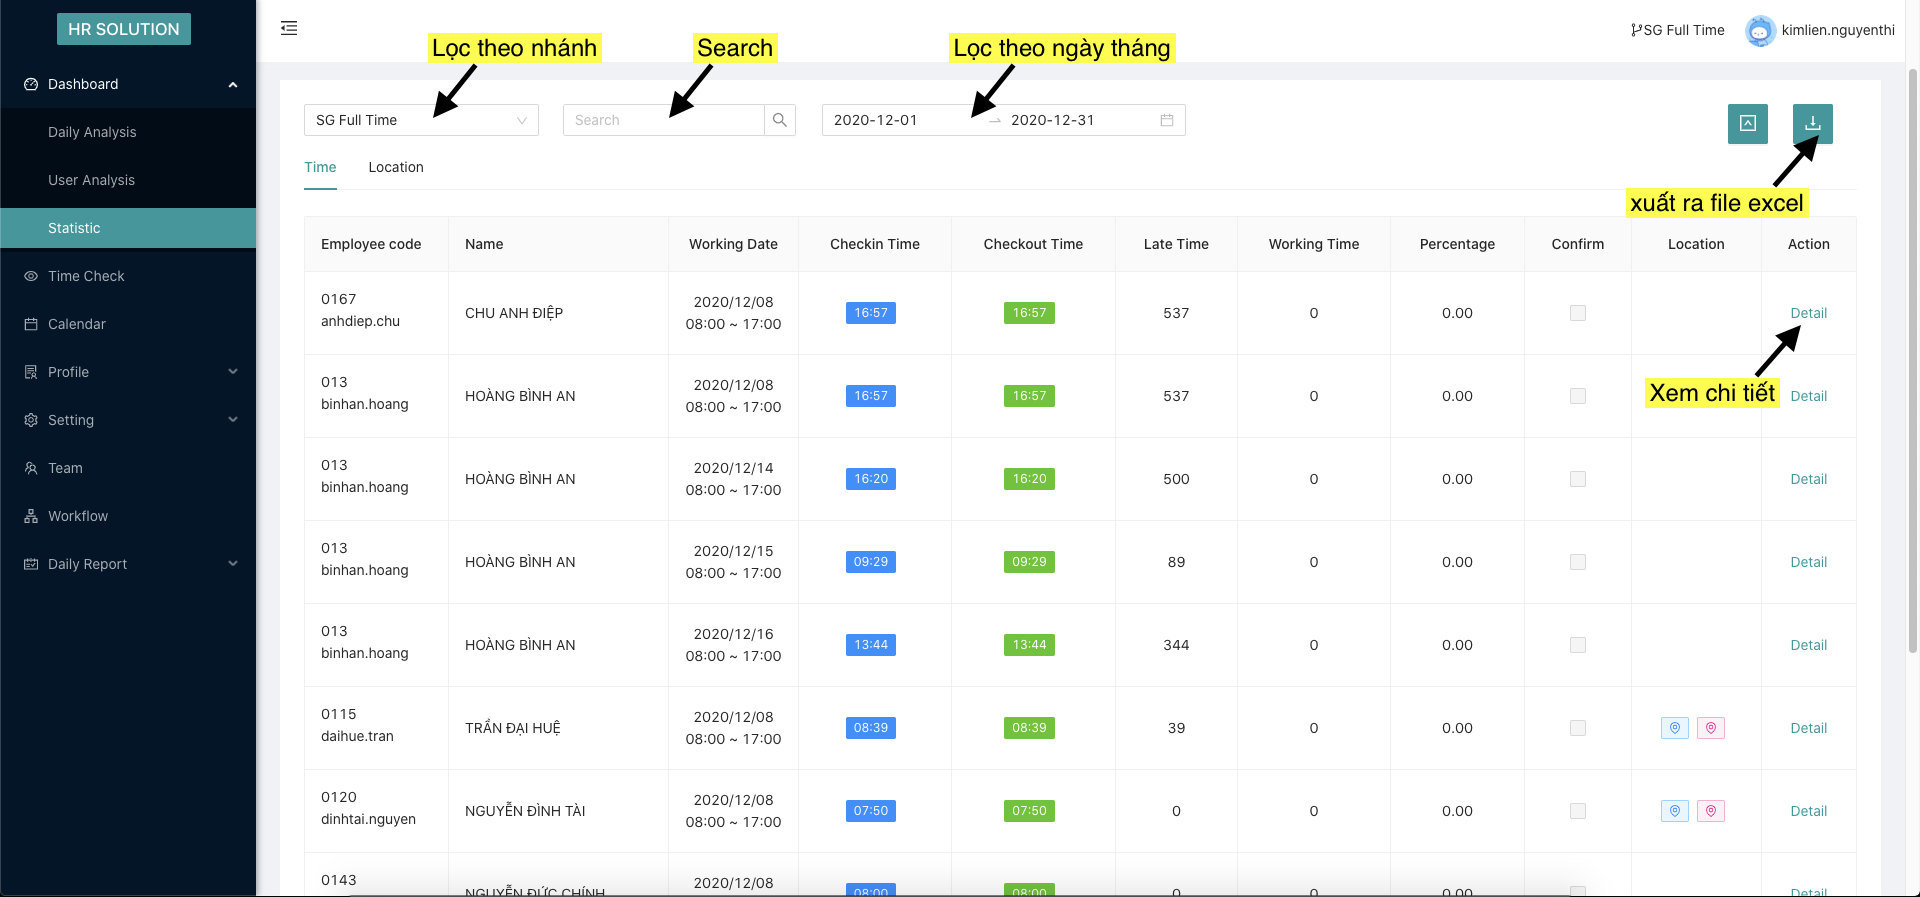 HR SOLUTION
SG Full Time
kimlien.nguyenthi
Lọc theo nhánh
Search
Lọc theo ngày tháng
Dashboard
Daily Analysis
User Analysis
Statistic
Time Check
Calendar
Profile
Setting
Team
Workflow
Daily Report
SG Full Time
Search
2020-12-01 → 2020-12-31
Time Location
xuất ra file excel
Employee code Name Working Date Checkin Time Checkout Time Late Time Working Time Percentage Confirm Location Action
0167
anhdiep.chu
CHU ANH ĐIỆP
2020/12/08
08:00 ~ 17:00
16:57 16:57 537 0 0.00 Detail
Xem chi tiết
013
binhan.hoang
HOÀNG BÌNH AN
2020/12/08
08:00 ~ 17:00
16:57 16:57 537 0 0.00 Detail
013
binhan.hoang
HOÀNG BÌNH AN
2020/12/14
08:00 ~ 17:00
16:20 16:20 500 0 0.00 Detail
013
binhan.hoang
HOÀNG BÌNH AN
2020/12/15
08:00 ~ 17:00
09:29 09:29 89 0 0.00 Detail
013
binhan.hoang
HOÀNG BÌNH AN
2020/12/16
08:00 ~ 17:00
13:44 13:44 344 0 0.00 Detail
0115
daihue.tran
TRẦN ĐẠI HUỆ
2020/12/08
08:00 ~ 17:00
08:39 08:39 39 0 0.00 Detail
0120
dinhtai.nguyen
NGUYỄN ĐÌNH TÀI
2020/12/08
08:00 ~ 17:00
07:50 07:50 0 0 0.00 Detail
0143
NGUYỄN ĐỨC CHÍNH
2020/12/08
08:00 08:00 0 0 0.00 Detail